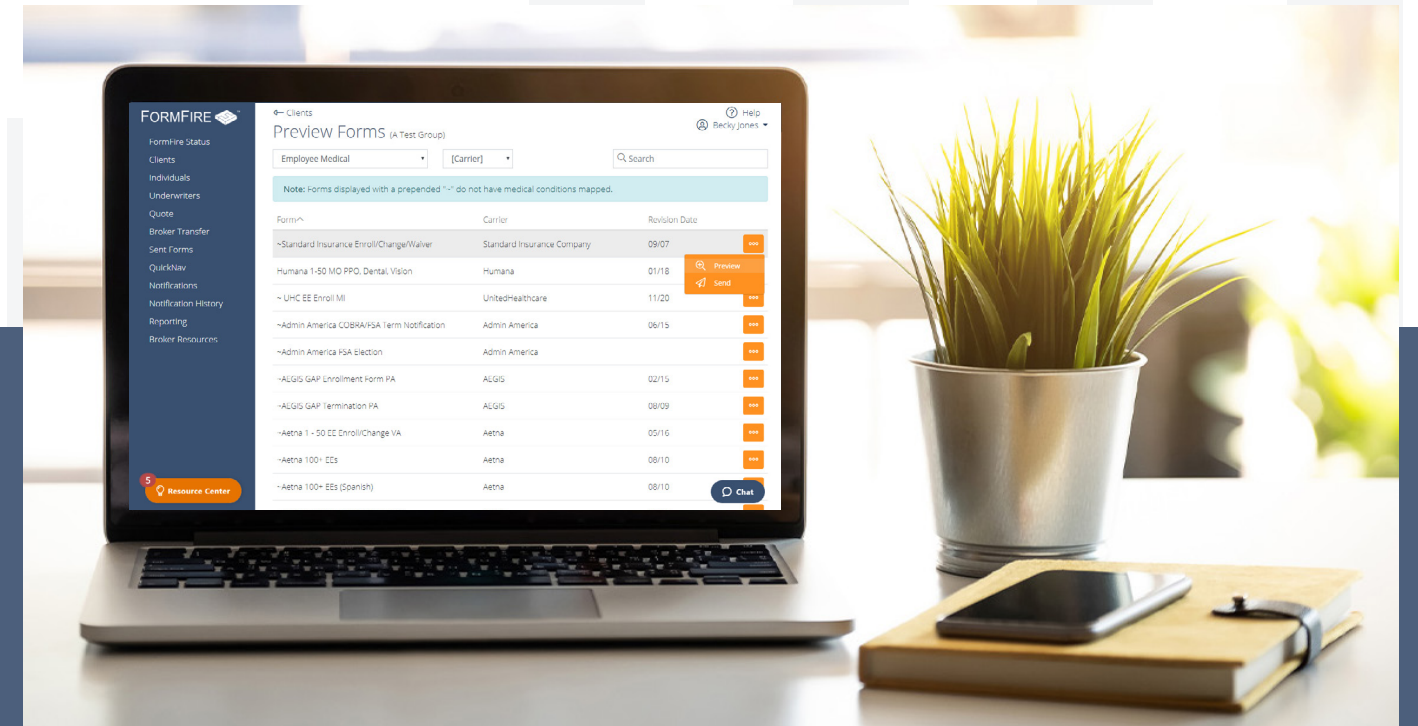 FORMFIRE
FormFire Status
Clients
Individuals
Underwriters
Quote
Broker Transfer
Sent Forms
QuickNav
Notifications
Notification History
Reporting
Broker Resources
5
Resource Center
Clients
Help
Becky Jones
Preview Forms (A Test Group)
Employee Medical
[Carrier]
Search
Note: Forms displayed with a prepended "~" do not have medical conditions mapped.
Form Carrier Revision Date
~Standard Insurance Enroll/Change/Waiver Standard Insurance Company 09/07
Preview
Send
Humana 1-50 MO PPO, Dental, Vision Humana 01/18
~ UHC EE Enroll MI UnitedHealthcare 11/20
~Admin America COBRA/FSA Term Notification Admin America 06/15
~Admin America FSA Election Admin America
~AEGIS GAP Enrollment Form PA AEGIS 02/15
~AEGIS GAP Termination PA AEGIS 08/09
~Aetna 1 - 50 EE Enroll/Change VA Aetna 05/16
~Aetna 100+ EEs Aetna 08/10
~Aetna 100+ EEs (Spanish) Aetna 08/10
Chat